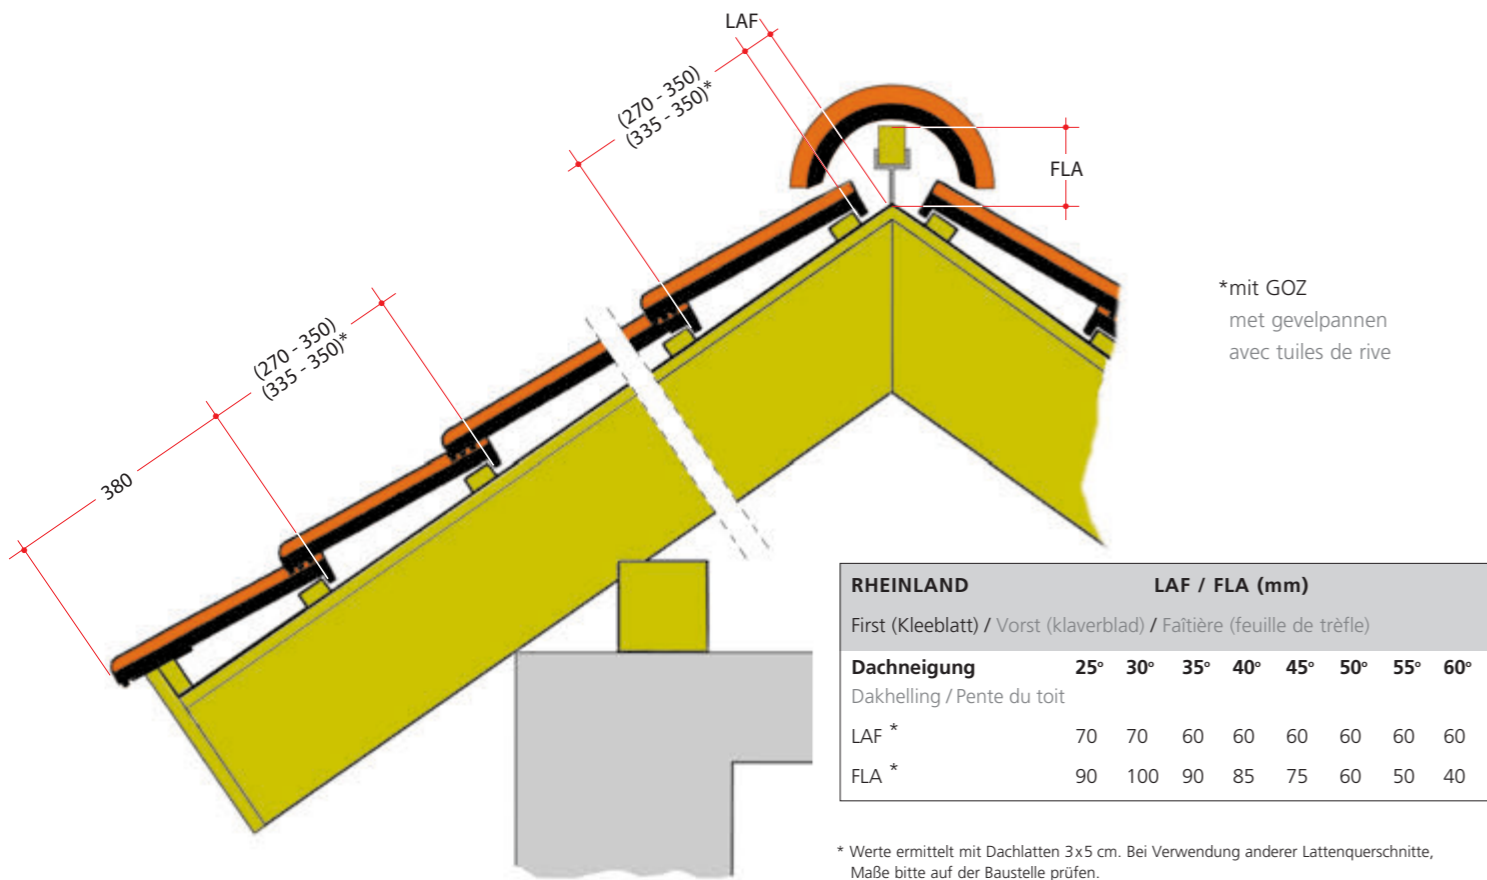 LAF
(270 - 350)
(335 - 350)*
FLA
(270 - 350)
(335 - 350)*
380
*mit GOZ
met gevelpannen
avec tuiles de rive
RHEINLAND LAF / FLA (mm)
First (Kleeblatt) / Vorst (klaverblad) / Faîtière (feuille de trèfle)
Dachneigung 25° 30° 35° 40° 45° 50° 55° 60°
Dakhelling / Pente du toit
LAF * 70 70 60 60 60 60 60 60
FLA * 90 100 90 85 75 60 50 40
* Werte ermittelt mit Dachlatten 3x5 cm. Bei Verwendung anderer Lattenquerschnitte,
Maße bitte auf der Baustelle prüfen.